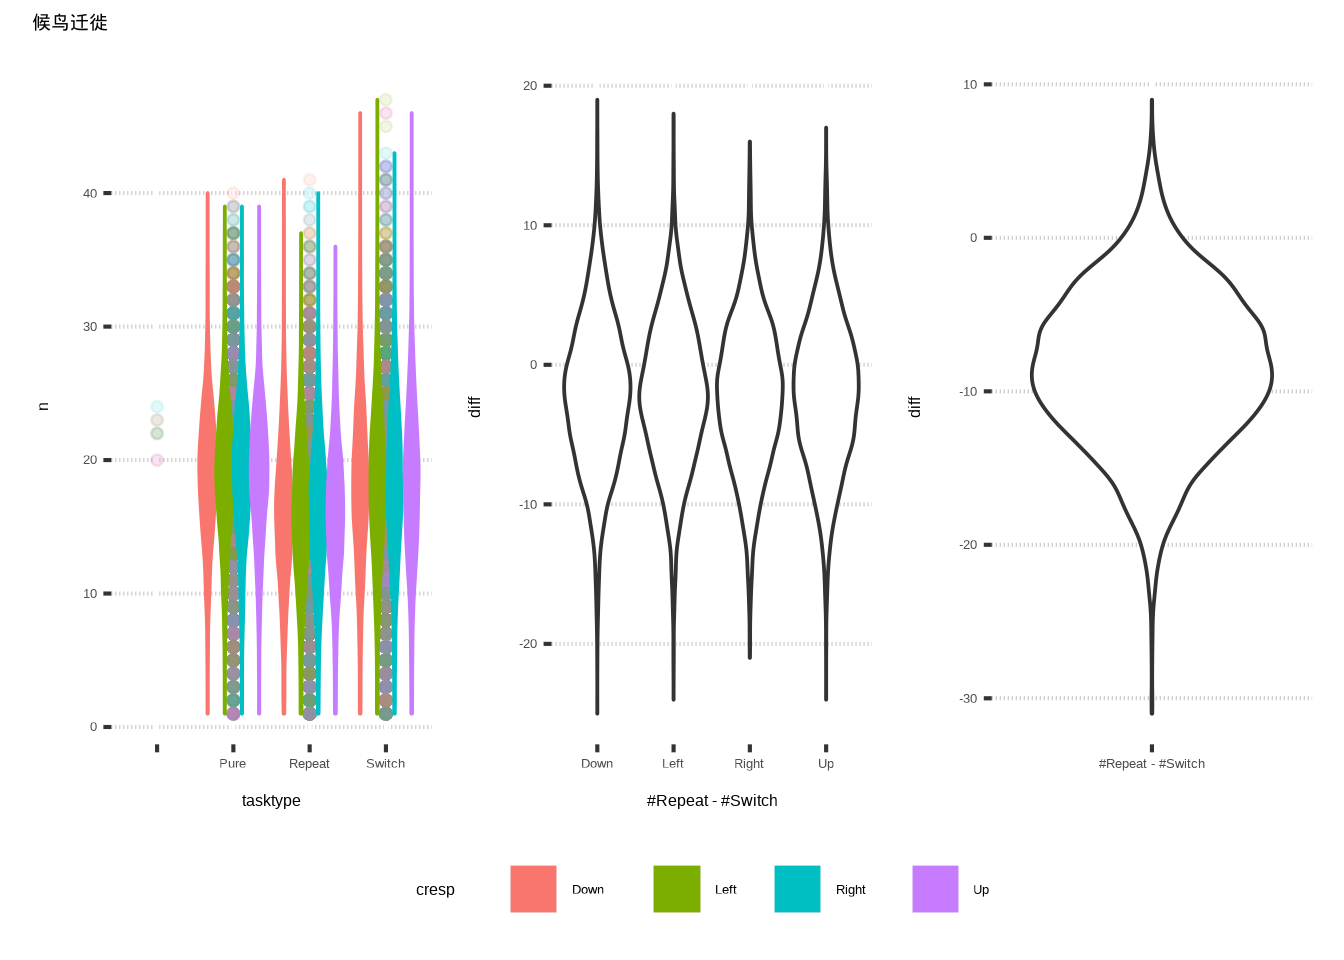 候鸟迁徙
n
40
30
20
10
0
Pure Repeat Switch
tasktype
diff
20
10
0
-10
-20
Down Left Right Up
#Repeat - #Switch
diff
10
0
-10
-20
-30
#Repeat - #Switch
cresp Down Left Right Up